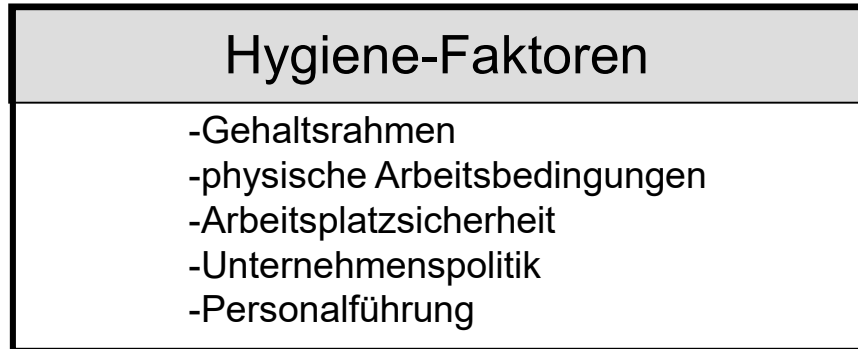 Hygiene-Faktoren
-Gehaltsrahmen
-physische Arbeitsbedingungen
-Arbeitsplatzsicherheit
-Unternehmenspolitik
-Personalführung